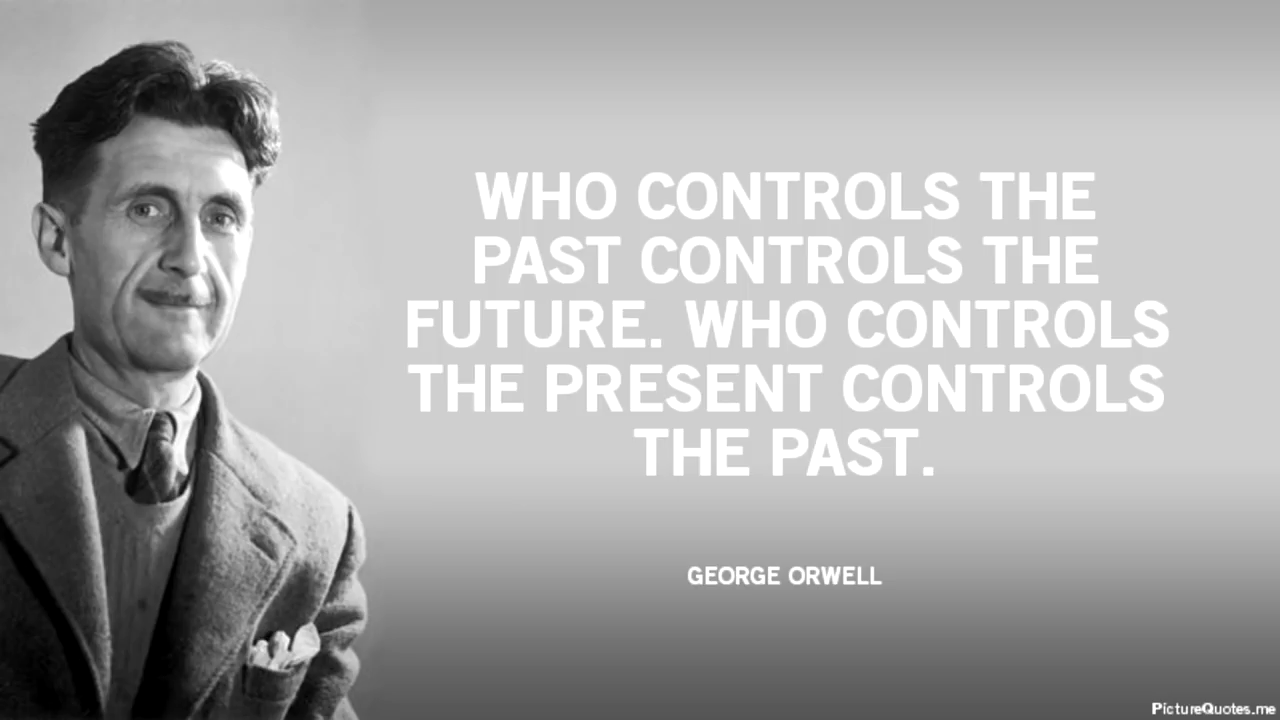 WHO CONTROLS THE
PAST CONTROLS THE
FUTURE. WHO CONTROLS
THE PRESENT CONTROLS
THE PAST.
GEORGE ORWELL
PictureQuotes.me